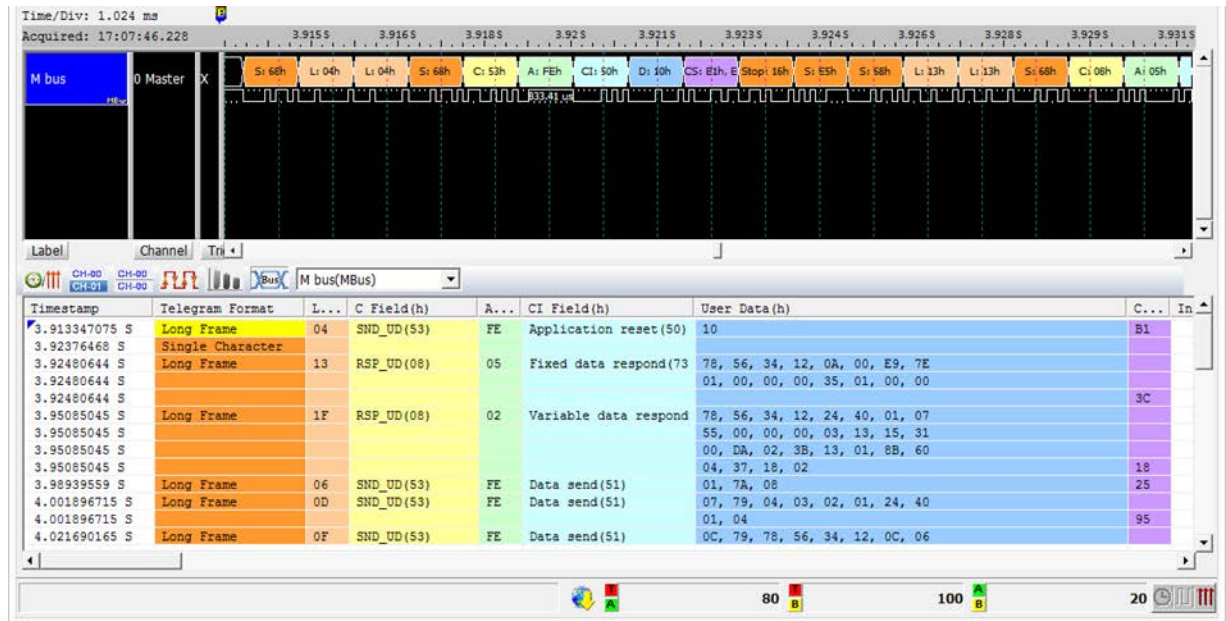 Time/Div: 1.024 ms
Acquired: 17:07:46.228 3.915S 3.916S 3.918S 3.92S 3.921S 3.923S 3.924S 3.926S 3.928S 3.929S 3.931S
M bus 0 Master X S: 68h L: 04h L: 04h S: 68h C: 53h A: FEh CI: 50h D: 10h CS: B1h, E Stop: 16h S: E5h S: 68h L: 13h L: 13h S: 68h C: 08h A: 05h
833.41 us
Label Channel Tri
CH-00 CH-01 CH-00 CH-00 Bus M bus(MBus)
Timestamp Telegram Format L... C Field(h) A... CI Field(h) User Data(h) C... In
3.913347075 S Long Frame 04 SND_UD(53) FE Application reset(50) 10 B1
3.92376468 S Single Character
3.92480644 S Long Frame 13 RSP_UD(08) 05 Fixed data respond(73 78, 56, 34, 12, 0A, 00, E9, 7E
3.92480644 S 01, 00, 00, 00, 35, 01, 00, 00
3.92480644 S 3C
3.95085045 S Long Frame 1F RSP_UD(08) 02 Variable data respond 78, 56, 34, 12, 24, 40, 01, 07
3.95085045 S 55, 00, 00, 00, 03, 13, 15, 31
3.95085045 S 00, DA, 02, 3B, 13, 01, 8B, 60
3.95085045 S 04, 37, 18, 02 18
3.98939559 S Long Frame 06 SND_UD(53) FE Data send(51) 01, 7A, 08 25
4.001896715 S Long Frame 0D SND_UD(53) FE Data send(51) 07, 79, 04, 03, 02, 01, 24, 40
4.001896715 S 01, 04 95
4.021690165 S Long Frame 0F SND_UD(53) FE Data send(51) 0C, 79, 78, 56, 34, 12, 0C, 06
T A 80 T B 100 A B 20